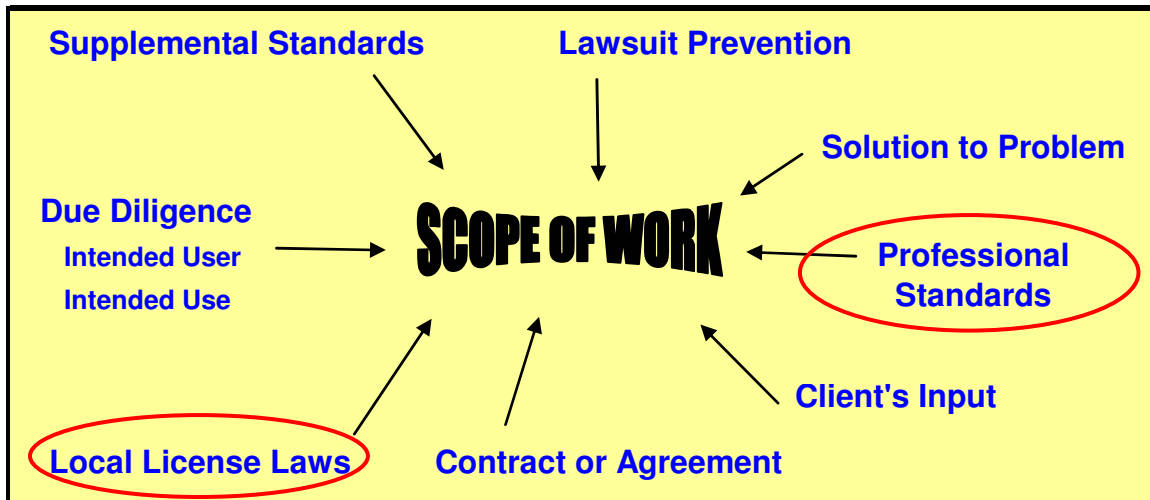 Supplemental Standards
Lawsuit Prevention
Solution to Problem
Due Diligence
Intended User
Intended Use
SCOPE OF WORK
Professional
Standards
Client's Input
Local License Laws
Contract or Agreement